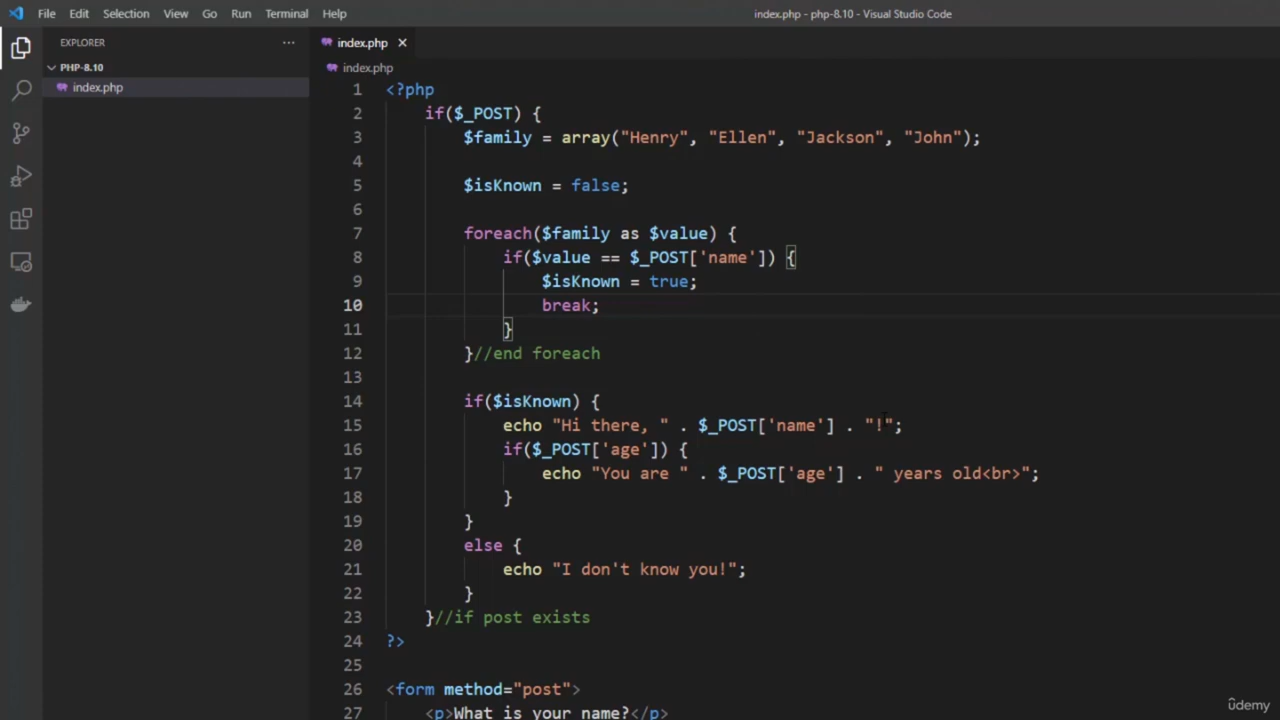 File Edit Selection View Go Run Terminal Help
index.php - php-8.10 - Visual Studio Code
EXPLORER
PHP-8.10
index.php
index.php
index.php
1 <?php
2 if($_POST) {
3 $family = array("Henry", "Ellen", "Jackson", "John");
4
5 $isKnown = false;
6
7 foreach($family as $value) {
8 if($value == $_POST['name']) {
9 $isKnown = true;
10 break;
11 }
12 }//end foreach
13
14 if($isKnown) {
15 echo "Hi there, " . $_POST['name'] . "!";
16 if($_POST['age']) {
17 echo "You are " . $_POST['age'] . " years old<br>";
18 }
19 }
20 else {
21 echo "I don't know you!";
22 }
23 }//if post exists
24 ?>
25
26 <form method="post">
27 <p>What is your name?</p>
udemy